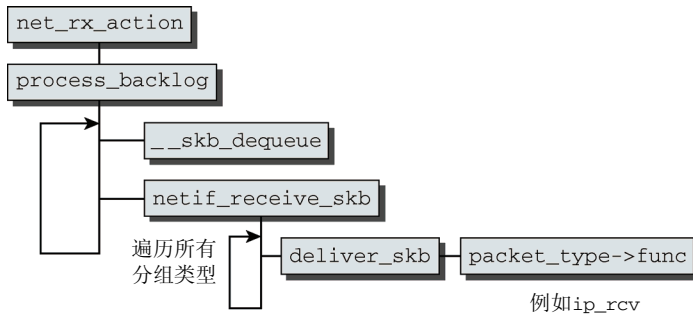 net_rx_action
process_backlog
__skb_dequeue
netif_receive_skb
遍历所有
分组类型
deliver_skb
packet_type->func
例如ip_rcv